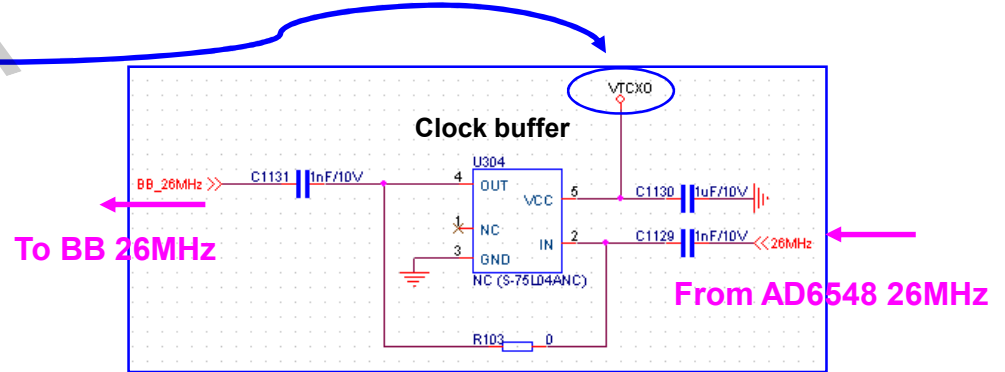 VTCXO
Clock buffer
U304
BB_26MHz
C1131
1nF/10V
4
OUT
VCC
5
C1130
1uF/10V
1
NC
IN
2
C1129
1nF/10V
26MHz
3
GND
NC (S-75L04ANC)
To BB 26MHz
From AD6548 26MHz
R103
0